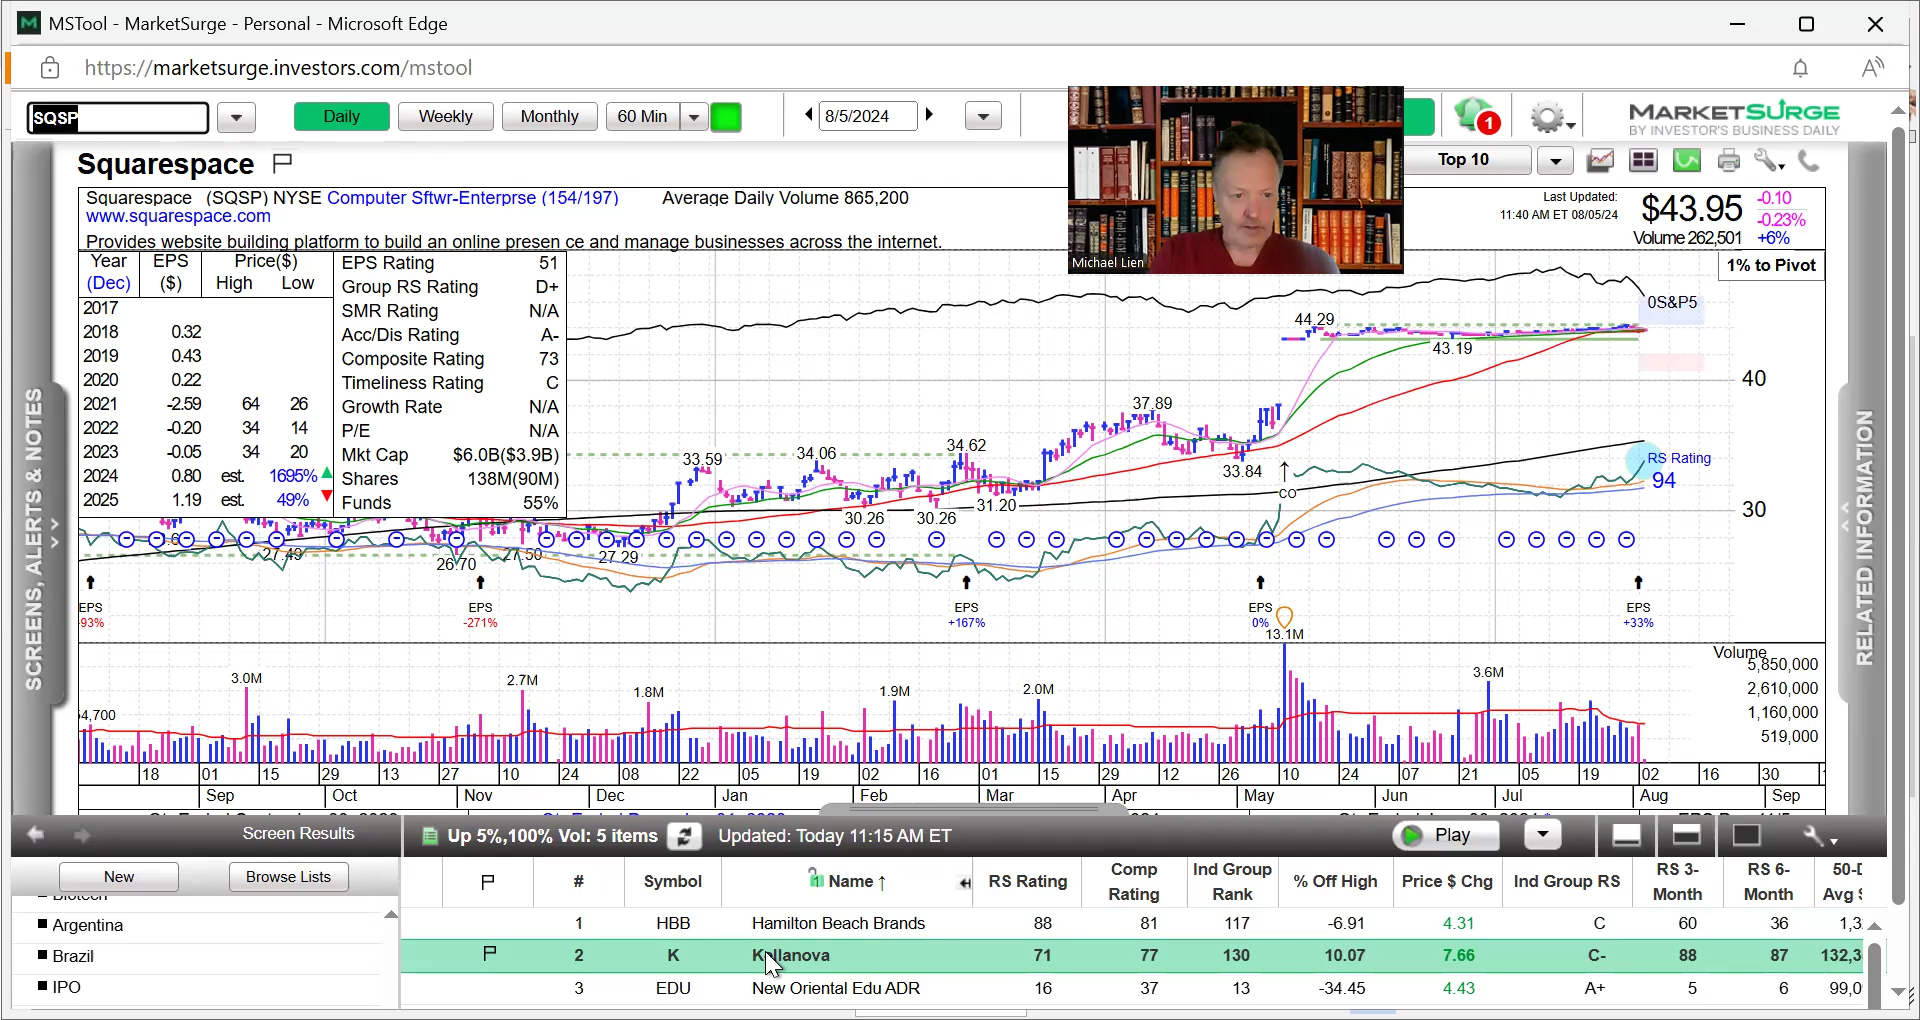 MSTool - MarketSurge - Personal - Microsoft Edge
https://marketsurge.investors.com/mstool
SQSP Daily Weekly Monthly 60 Min 8/5/2024 1 MARKETSURGE
BY INVESTOR'S BUSINESS DAILY
Squarespace Top 10
Squarespace (SQSP) NYSE Computer Sftwr-Enterprse (154/197) Average Daily Volume 865,200
www.squarespace.com
Provides website building platform to build an online presen ce and manage businesses across the internet.
Michael Lien
Last Updated:
11:40 AM ET 08/05/24
$43.95 -0.10
-0.23%
Volume 262,501 +6%
1% to Pivot
Year EPS Price($)
(Dec) ($) High Low
2017
2018 0.32
2019 0.43
2020 0.22
2021 -2.59 64 26
2022 -0.20 34 14
2023 -0.05 34 20
2024 0.80 est. 1695%
2025 1.19 est. 49%
EPS Rating 51
Group RS Rating D+
SMR Rating N/A
Acc/Dis Rating A-
Composite Rating 73
Timeliness Rating C
Growth Rate N/A
P/E N/A
Mkt Cap $6.0B($3.9B)
Shares 138M(90M)
Funds 55%
0S&P5
44.29
43.19
40
37.89
34.62
34.06
33.59
33.84
RS Rating
94
CO
31.20
30.26 30.26
30
27.49 26.70 27.50 27.29
EPS EPS EPS EPS EPS
-93% -271% +167% 0% +33%
13.1M
Volume
5,850,000
2,610,000
1,160,000
519,000
3.0M 2.7M 1.8M 1.9M 2.0M 3.6M
54,700
18 01 15 29 13 27 10 24 08 22 05 19 02 16 01 15 29 12 26 10 24 07 21 05 19 02 16 30
Sep Oct Nov Dec Jan Feb Mar Apr May Jun Jul Aug Sep
SCREENS, ALERTS & NOTES
RELATED INFORMATION
Screen Results Up 5%,100% Vol: 5 items Updated: Today 11:15 AM ET Play
New Browse Lists
Biotech
Argentina
Brazil
IPO
# Symbol 1 Name ↑ RS Rating Comp Rating Ind Group Rank % Off High Price $ Chg Ind Group RS RS 3-Month RS 6-Month 50-D Avg $
1 HBB Hamilton Beach Brands 88 81 117 -6.91 4.31 C 60 36 1,3
2 K Kellanova 71 77 130 10.07 7.66 C- 88 87 132,3
3 EDU New Oriental Edu ADR 16 37 13 -34.45 4.43 A+ 5 6 99,0